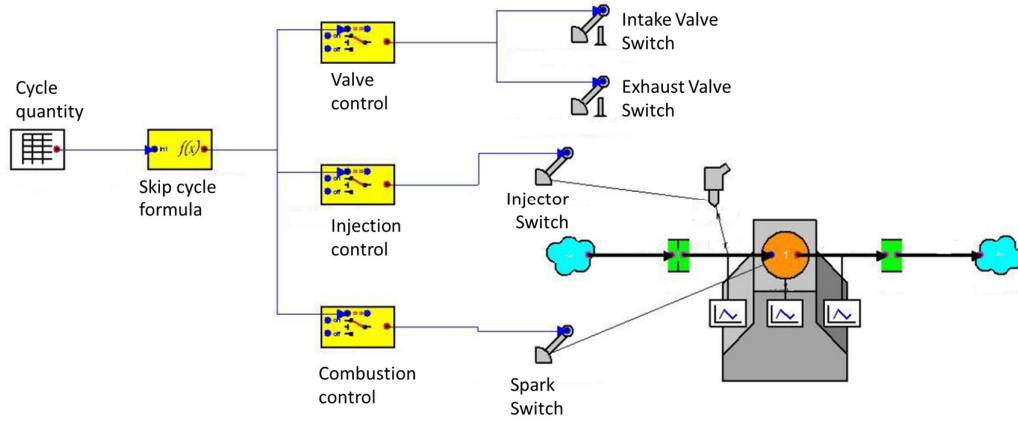 Cycle
quantity
Skip cycle
formula
f(x)
Valve
control
Injection
control
Combustion
control
Intake Valve
Switch
Exhaust Valve
Switch
Injector
Switch
Spark
Switch
1